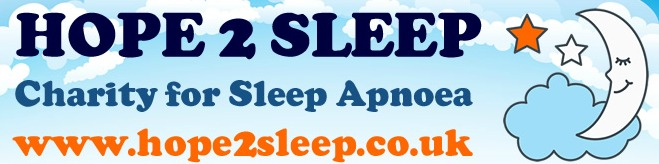 HOPE 2 SLEEP
Charity for Sleep Apnoea
www.hope2sleep.co.uk